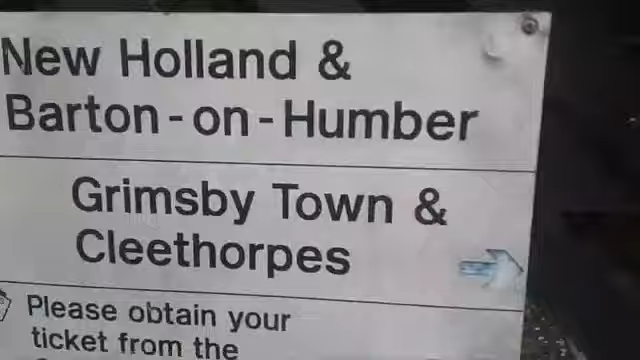 New Holland &
Barton-on-Humber
Grimsby Town &
Cleethorpes
Please obtain your
ticket from the